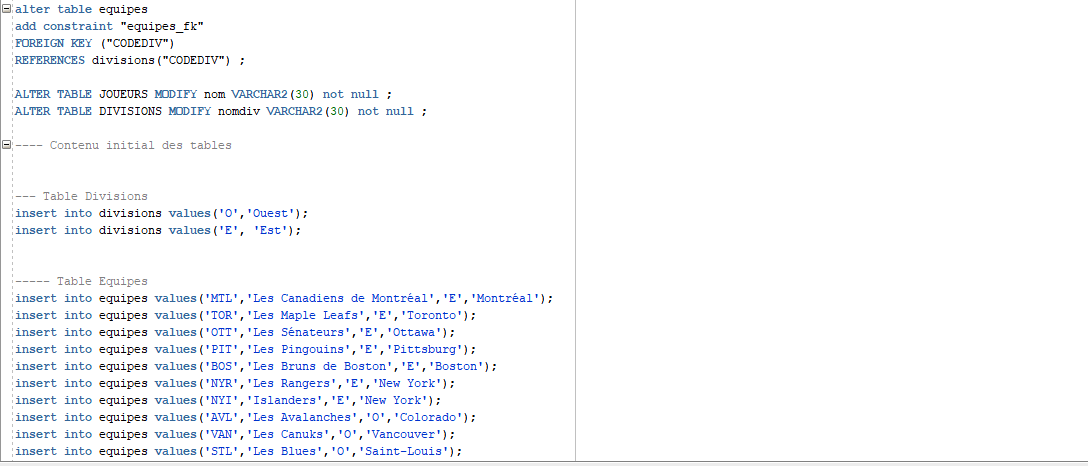 alter table equipes
add constraint "equipes_fk"
FOREIGN KEY ("CODEDIV")
REFERENCES divisions("CODEDIV") ;
ALTER TABLE JOUEURS MODIFY nom VARCHAR2(30) not null ;
ALTER TABLE DIVISIONS MODIFY nomdiv VARCHAR2(30) not null ;
---- Contenu initial des tables
--- Table Divisions
insert into divisions values('O','Ouest');
insert into divisions values('E', 'Est');
----- Table Equipes
insert into equipes values('MTL','Les Canadiens de Montréal','E','Montréal');
insert into equipes values('TOR','Les Maple Leafs','E','Toronto');
insert into equipes values('OTT','Les Sénateurs','E','Ottawa');
insert into equipes values('PIT','Les Pingouins','E','Pittsburg');
insert into equipes values('BOS','Les Bruns de Boston','E','Boston');
insert into equipes values('NYR','Les Rangers','E','New York');
insert into equipes values('NYI','Islanders','E','New York');
insert into equipes values('AVL','Les Avalanches','O','Colorado');
insert into equipes values('VAN','Les Canuks','O','Vancouver');
insert into equipes values('STL','Les Blues','O','Saint-Louis');